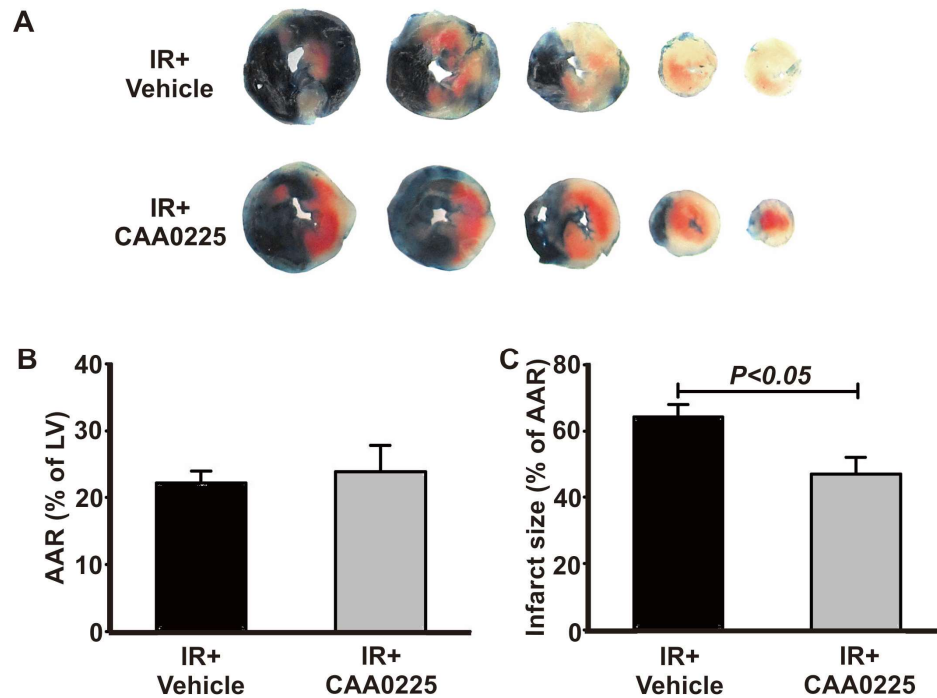 A
IR+
Vehicle
IR+
CAA0225
B
AAR (% of LV)
40
30
20
10
0
IR+
Vehicle
IR+
CAA0225
C
Infarct size (% of AAR)
80
60
40
20
0
P<0.05
IR+
Vehicle
IR+
CAA0225